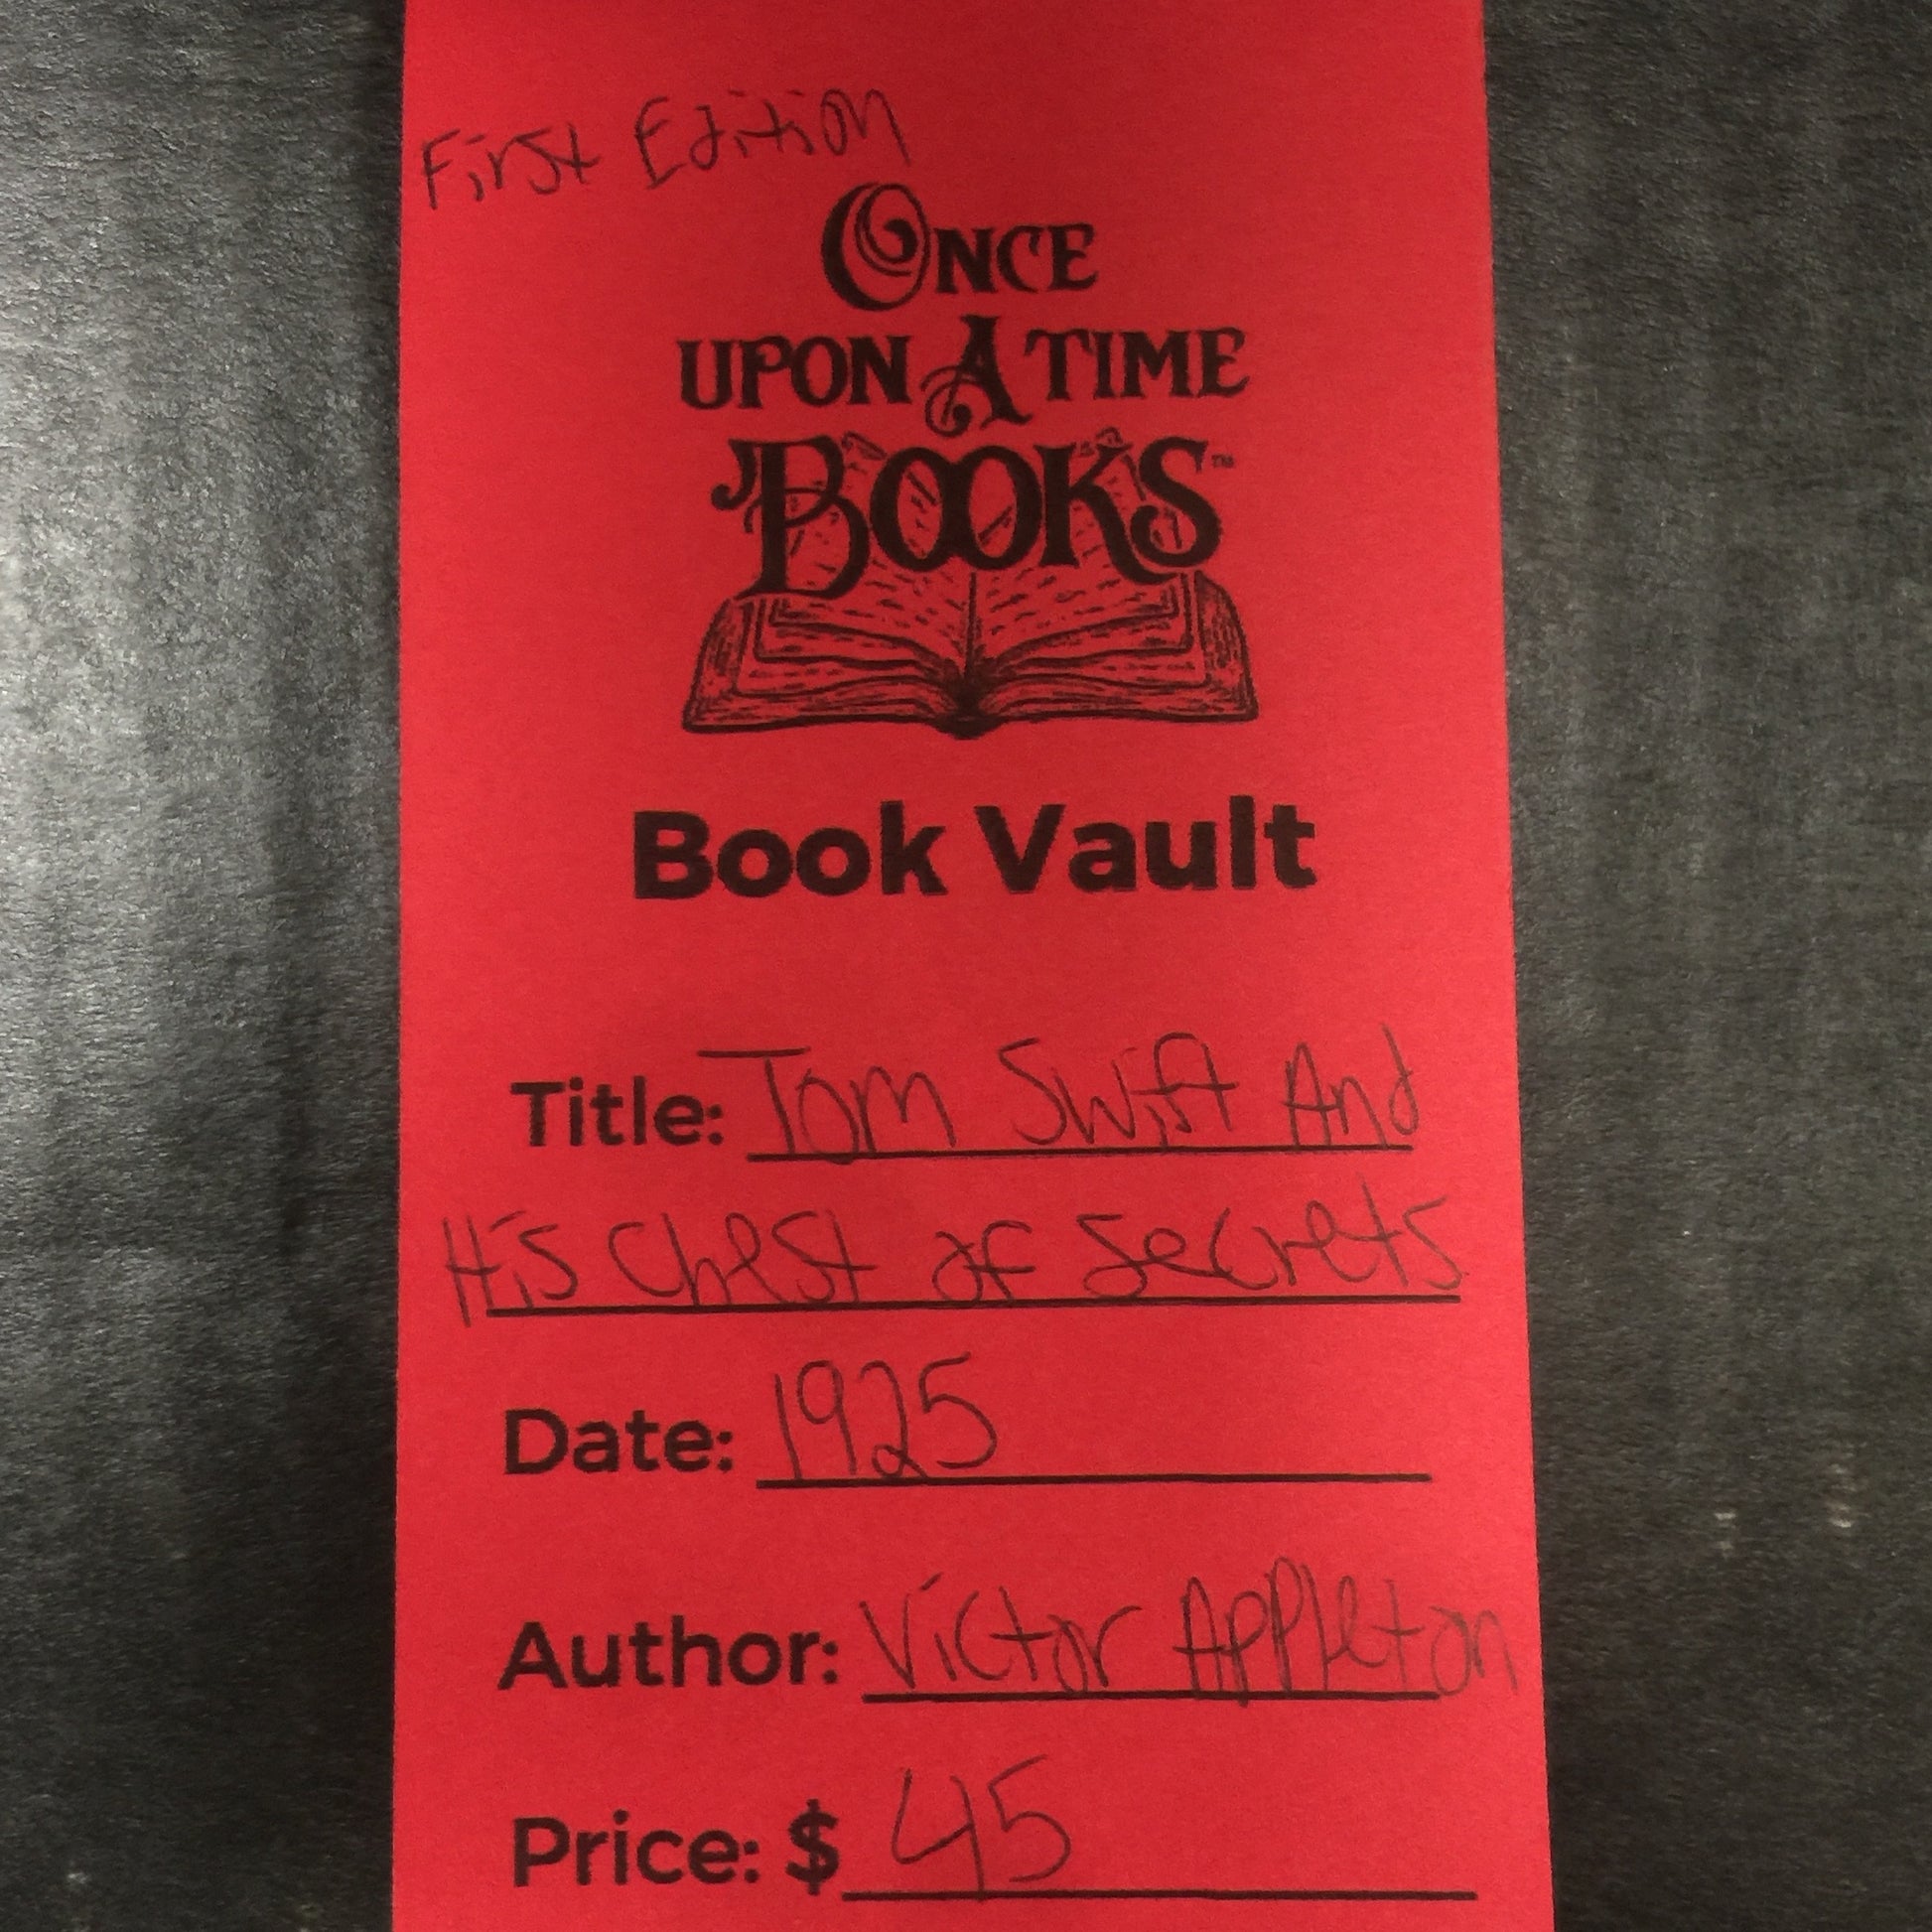 First Edition
ONCE
UPON A TIME
BOOKS™
Book Vault
Title: Tom Swift And
His Chest of Secrets
Date: 1925
Author: Victor Appleton
Price: $ 45